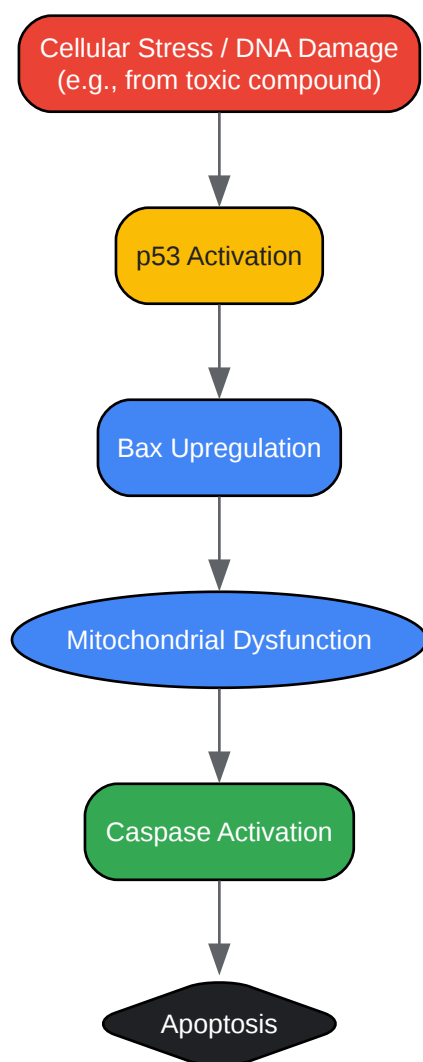 Cellular Stress / DNA Damage
(e.g., from toxic compound)
p53 Activation
Bax Upregulation
Mitochondrial Dysfunction
Caspase Activation
Apoptosis